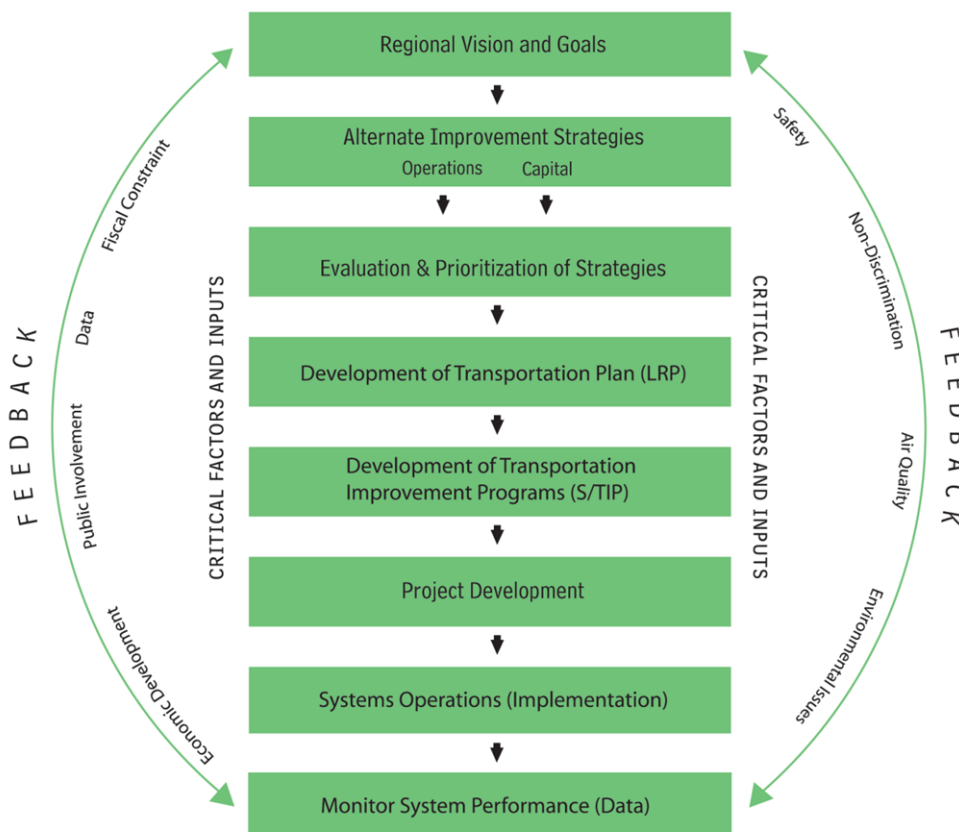 Regional Vision and Goals
Alternate Improvement Strategies
Operations Capital
Evaluation & Prioritization of Strategies
Development of Transportation Plan (LRP)
Development of Transportation
Improvement Programs (S/TIP)
Project Development
Systems Operations (Implementation)
Monitor System Performance (Data)
FEEDBACK
Fiscal Constraint
Data
Public Involvement
Economic Development
CRITICAL FACTORS AND INPUTS
CRITICAL FACTORS AND INPUTS
Safety
Non-Discrimination
Air Quality
Environmental Issues
FEEDBACK